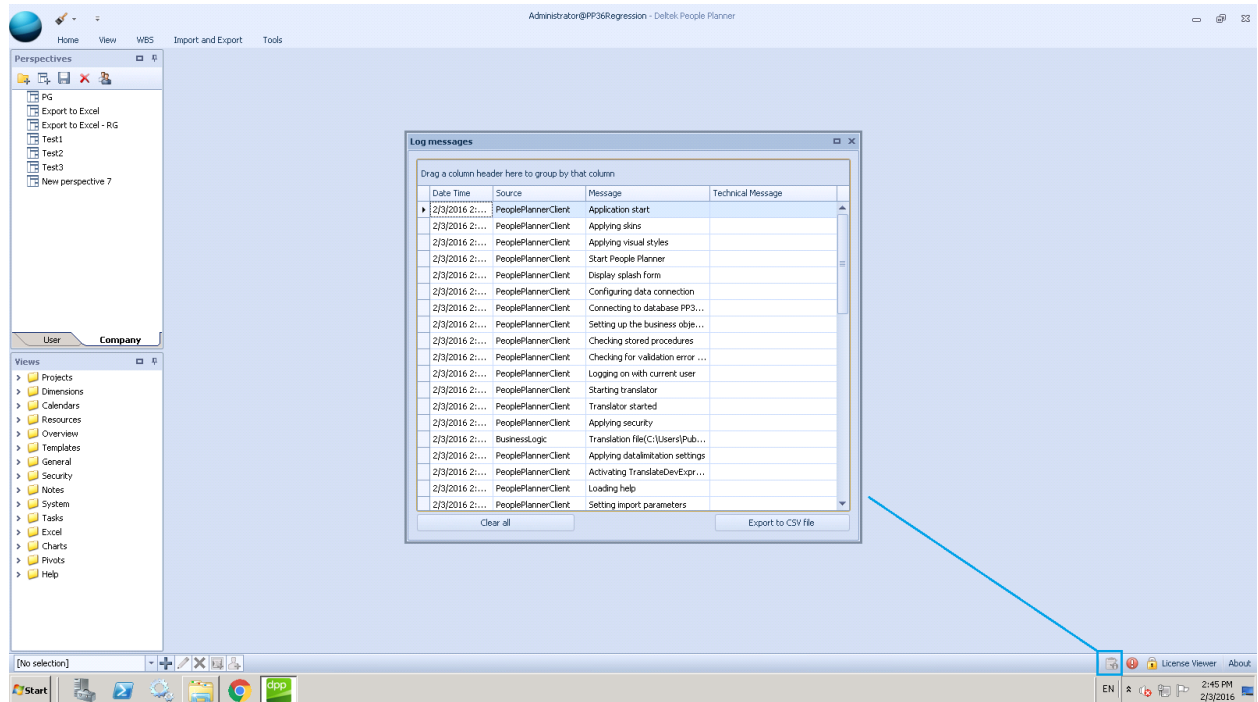 Administrator@PP36Regression - Deltek People Planner
Home View WBS Import and Export Tools
Perspectives
PG
Export to Excel
Export to Excel - RG
Test1
Test2
Test3
New perspective 7
User Company
Views
Projects
Dimensions
Calendars
Resources
Overview
Templates
General
Security
Notes
System
Tasks
Excel
Charts
Pivots
Help
Log messages
Drag a column header here to group by that column
Date Time Source Message Technical Message
2/3/2016 2:... PeoplePlannerClient Application start
2/3/2016 2:... PeoplePlannerClient Applying skins
2/3/2016 2:... PeoplePlannerClient Applying visual styles
2/3/2016 2:... PeoplePlannerClient Start People Planner
2/3/2016 2:... PeoplePlannerClient Display splash form
2/3/2016 2:... PeoplePlannerClient Configuring data connection
2/3/2016 2:... PeoplePlannerClient Connecting to database PP3...
2/3/2016 2:... PeoplePlannerClient Setting up the business obje...
2/3/2016 2:... PeoplePlannerClient Checking stored procedures
2/3/2016 2:... PeoplePlannerClient Checking for validation error ...
2/3/2016 2:... PeoplePlannerClient Logging on with current user
2/3/2016 2:... PeoplePlannerClient Starting translator
2/3/2016 2:... PeoplePlannerClient Translator started
2/3/2016 2:... PeoplePlannerClient Applying security
2/3/2016 2:... BusinessLogic Translation file(C:\Users\Pub...
2/3/2016 2:... PeoplePlannerClient Applying datalimitation settings
2/3/2016 2:... PeoplePlannerClient Activating TranslateDevExpr...
2/3/2016 2:... PeoplePlannerClient Loading help
2/3/2016 2:... PeoplePlannerClient Setting import parameters
Clear all Export to CSV file
[No selection] License Viewer About
Start dpp EN 2:45 PM
2/3/2016